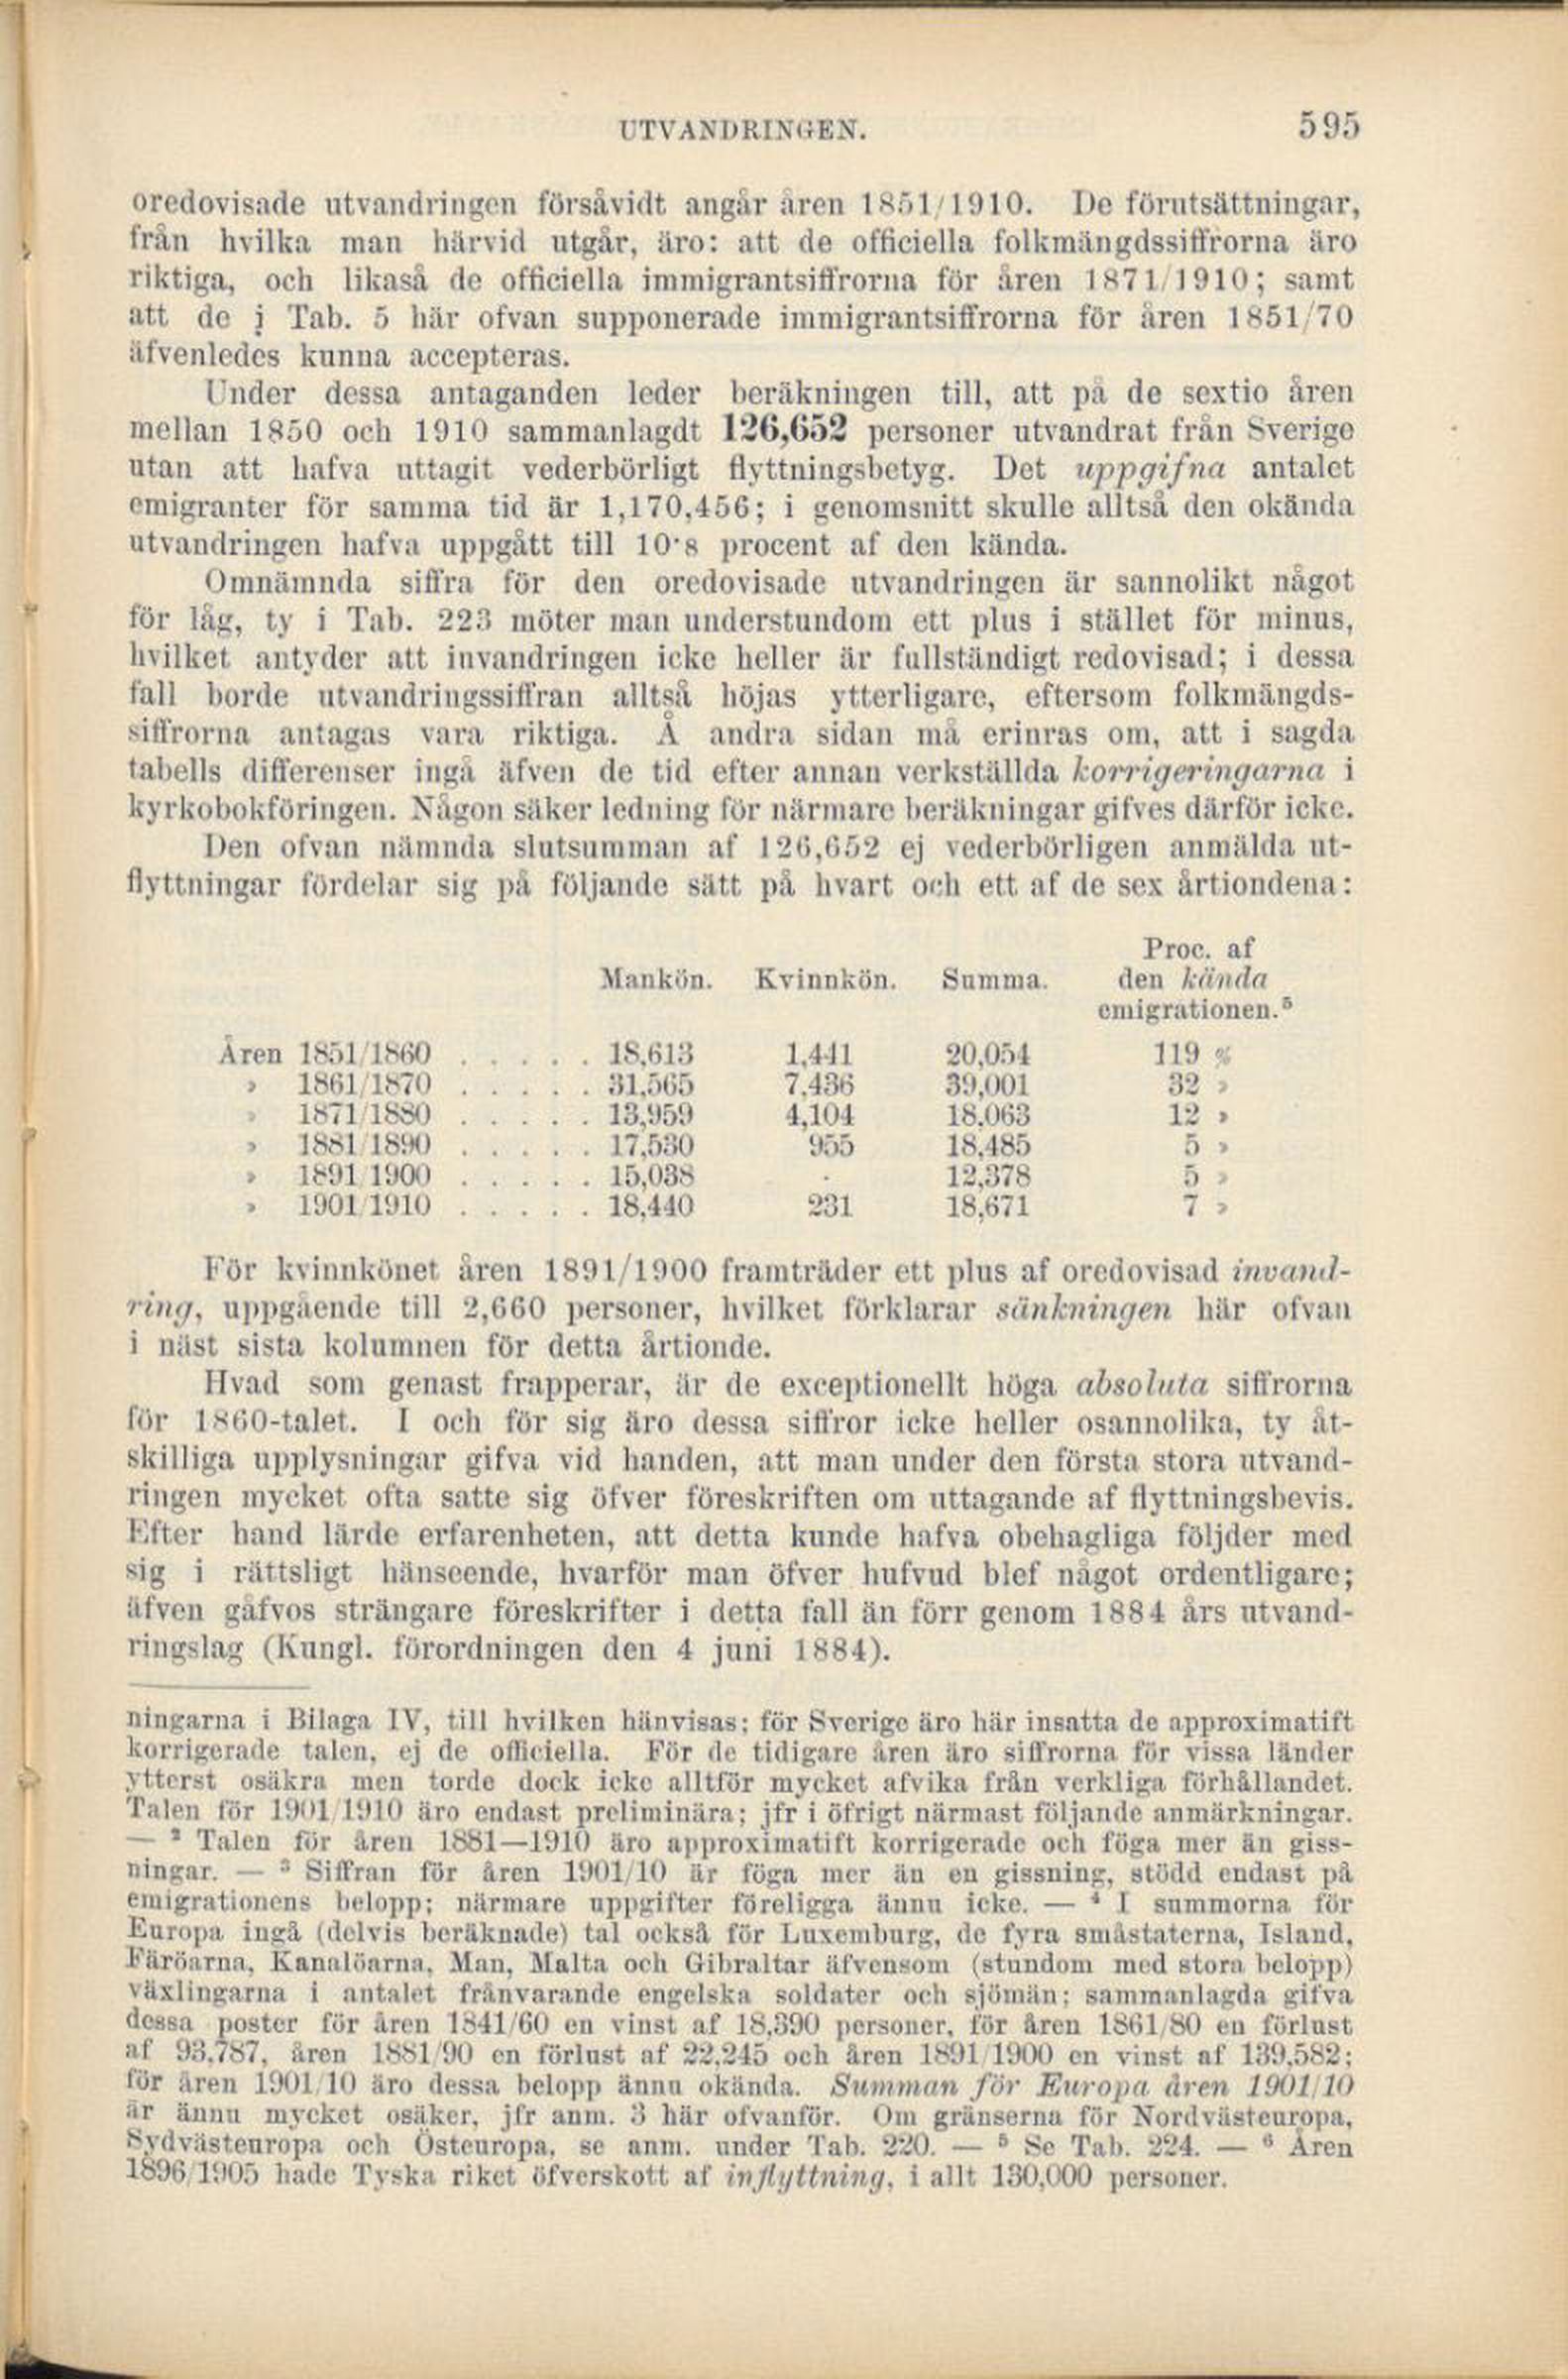 UTVANDRINGEN. 595
oredovisade utvandringen försåvidt angår åren 1851/1910. De förutsättningar,
från hvilka man härvid utgår, äro: att de officiella folkmängdssiffrorna äro
riktiga, och likaså de officiella immigrantsiffrorna för åren 1871/1910; samt
att de i Tab. 5 här ofvan supponerade immigrantsiffrorna för åren 1851/70
äfvenledes kunna accepteras.
Under dessa antaganden leder beräkningen till, att på de sextio åren
mellan 1850 och 1910 sammanlagdt 126,652 personer utvandrat från Sverige
utan att hafva uttagit vederbörligt flyttningsbetyg. Det uppgifna antalet
emigranter för samma tid är 1,170,456; i genomsnitt skulle alltså den okända
utvandringen hafva uppgått till 10·8 procent af den kända.
Omnämnda siffra för den oredovisade utvandringen är sannolikt något
för låg, ty i Tab. 223 möter man understundom ett plus i stället för minus,
hvilket antyder att invandringen icke heller är fullständigt redovisad; i dessa
fall borde utvandringssiffran alltså höjas ytterligare, eftersom folkmängds-
siffrorna antagas vara riktiga. Å andra sidan må erinras om, att i sagda
tabells differenser ingå äfven de tid efter annan verkställda korrigeringarna i
kyrkobokföringen. Någon säker ledning för närmare beräkningar gifves därför icke.
Den ofvan nämnda slutsumman af 126,652 ej vederbörligen anmälda ut-
flyttningar fördelar sig på följande sätt på hvart och ett af de sex årtiondena:
Proc. af
Mankön. Kvinnkön. Summa. den kända
emigrationen.⁵
Åren 1851/1860 . . . . . 18,613 1,441 20,054 119 %
» 1861/1870 . . . . . 31,565 7,436 39,001 32 »
» 1871/1880 . . . . . 13,959 4,104 18,063 12 »
» 1881/1890 . . . . . 17,530 955 18,485 5 »
» 1891/1900 . . . . . 15,038 . 12,378 5 »
» 1901/1910 . . . . . 18,440 231 18,671 7 »
För kvinnkönet åren 1891/1900 framträder ett plus af oredovisad invand-
ring, uppgående till 2,660 personer, hvilket förklarar sänkningen här ofvan
i näst sista kolumnen för detta årtionde.
Hvad som genast frapperar, är de exceptionellt höga absoluta siffrorna
för 1860-talet. I och för sig äro dessa siffror icke heller osannolika, ty åt-
skilliga upplysningar gifva vid handen, att man under den första stora utvand-
ringen mycket ofta satte sig öfver föreskriften om uttagande af flyttningsbevis.
Efter hand lärde erfarenheten, att detta kunde hafva obehagliga följder med
sig i rättsligt hänseende, hvarför man öfver hufvud blef något ordentligare;
äfven gåfvos strängare föreskrifter i detta fall än förr genom 1884 års utvand-
ringslag (Kungl. förordningen den 4 juni 1884).
ningarna i Bilaga IV, till hvilken hänvisas; för Sverige äro här insatta de approximatift
korrigerade talen, ej de officiella. För de tidigare åren äro siffrorna för vissa länder
ytterst osäkra men torde dock icke alltför mycket afvika från verkliga förhållandet.
Talen för 1901/1910 äro endast preliminära; jfr i öfrigt närmast följande anmärkningar.
— ² Talen för åren 1881—1910 äro approximatift korrigerade och föga mer än giss-
ningar. — ³ Siffran för åren 1901/10 är föga mer än en gissning, stödd endast på
emigrationens belopp; närmare uppgifter föreligga ännu icke. — ⁴ I summorna för
Europa ingå (delvis beräknade) tal också för Luxemburg, de fyra småstaterna, Island,
Färöarna, Kanalöarna, Man, Malta och Gibraltar äfvensom (stundom med stora belopp)
växlingarna i antalet frånvarande engelska soldater och sjömän; sammanlagda gifva
dessa poster för åren 1841/60 en vinst af 18,390 personer, för åren 1861/80 en förlust
af 93,787, åren 1881/90 en förlust af 22,245 och åren 1891/1900 en vinst af 139,582;
för åren 1901/10 äro dessa belopp ännu okända. Summan för Europa åren 1901/10
är ännu mycket osäker, jfr anm. 3 här ofvanför. Om gränserna för Nordvästeuropa,
Sydvästeuropa och Östeuropa, se anm. under Tab. 220. — ⁵ Se Tab. 224. — ⁶ Åren
1896/1905 hade Tyska riket öfverskott af inflyttning, i allt 130,000 personer.